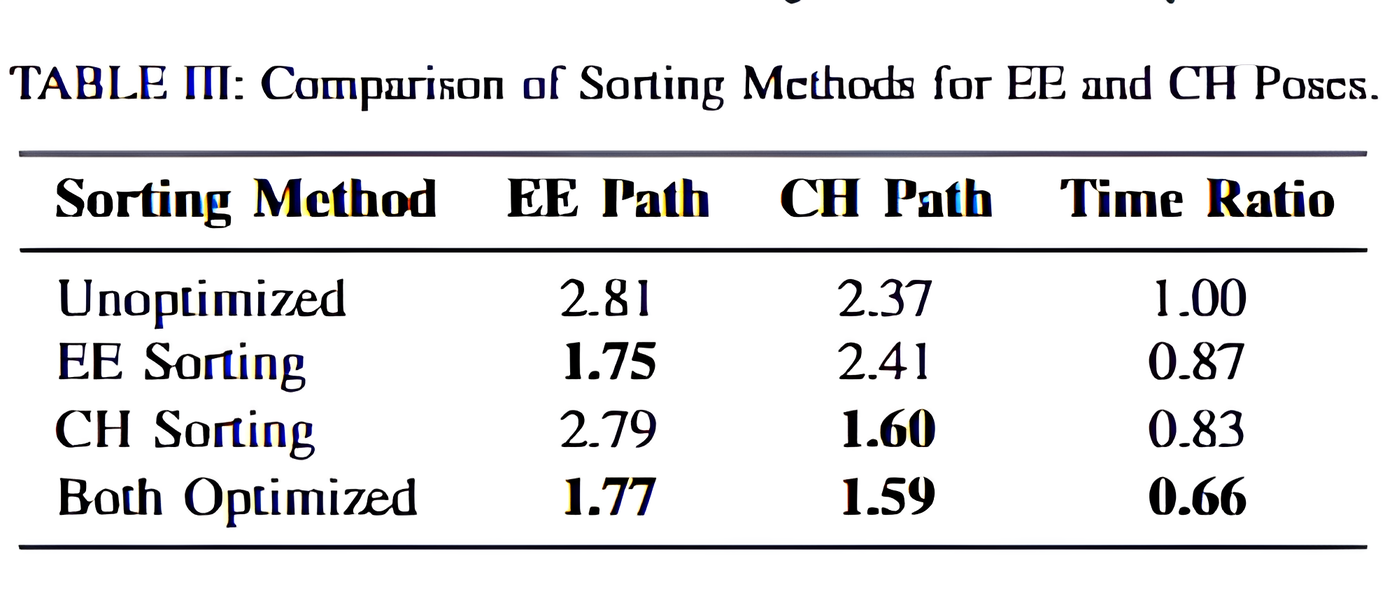 TABLE III: Comparison of Sorting Methods for EE and CH Poses.
Sorting Method EE Path CH Path Time Ratio
Unoptimized 2.81 2.37 1.00
EE Sorting 1.75 2.41 0.87
CH Sorting 2.79 1.60 0.83
Both Optimized 1.77 1.59 0.66